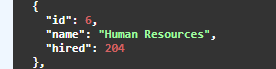 {
"id": 6,
"name": "Human Resources",
"hired": 204
},